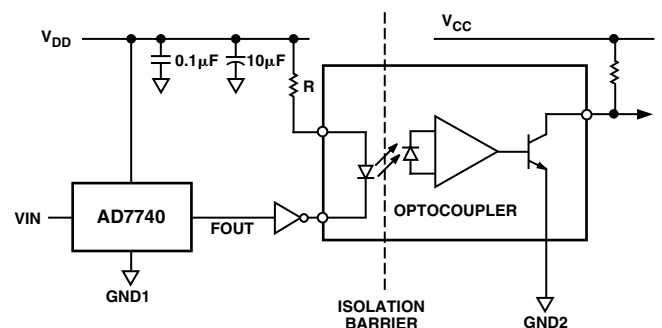 VDD
VCC
0.1µF
10µF
R
VIN
AD7740
FOUT
OPTOCOUPLER
GND1
ISOLATION
BARRIER
GND2